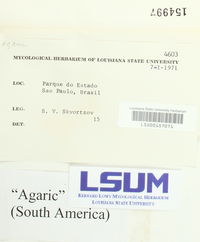 154997
4603
MYCOLOGICAL HERBARIUM OF LOUISIANA STATE UNIVERSITY
7-1-1971
LOC: Parque do Estado
Sao Paulo, Brasil
LEG: B. V. Skvortzov
15
DET:
Louisiana State University Herbarium
“Agaric”
(South America)
LSUM
BERNARD LOWY MYCOLOGICAL HERBARIUM
LOUISIANA STATE UNIVERSITY